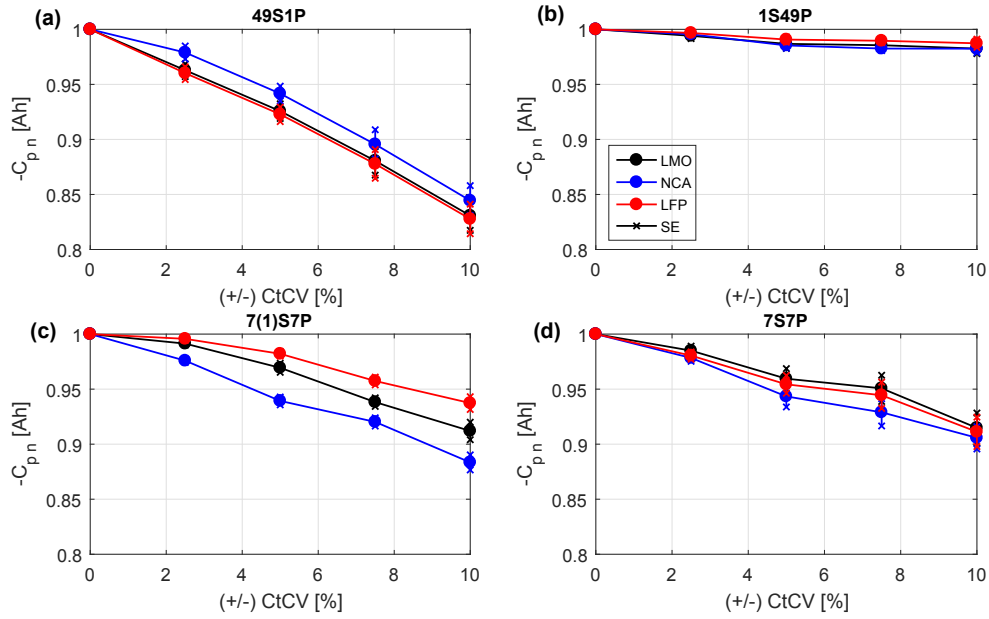 (a)
49S1P
1
0.95
0.9
0.85
0.8
-C p n [Ah]
0 2 4 6 8 10
(+/-) CtCV [%]
(b)
1S49P
1
0.95
0.9
0.85
0.8
-C p n [Ah]
LMO
NCA
LFP
SE
0 2 4 6 8 10
(+/-) CtCV [%]
(c)
7(1)S7P
1
0.95
0.9
0.85
0.8
-C p n [Ah]
0 2 4 6 8 10
(+/-) CtCV [%]
(d)
7S7P
1
0.95
0.9
0.85
0.8
-C p n [Ah]
0 2 4 6 8 10
(+/-) CtCV [%]